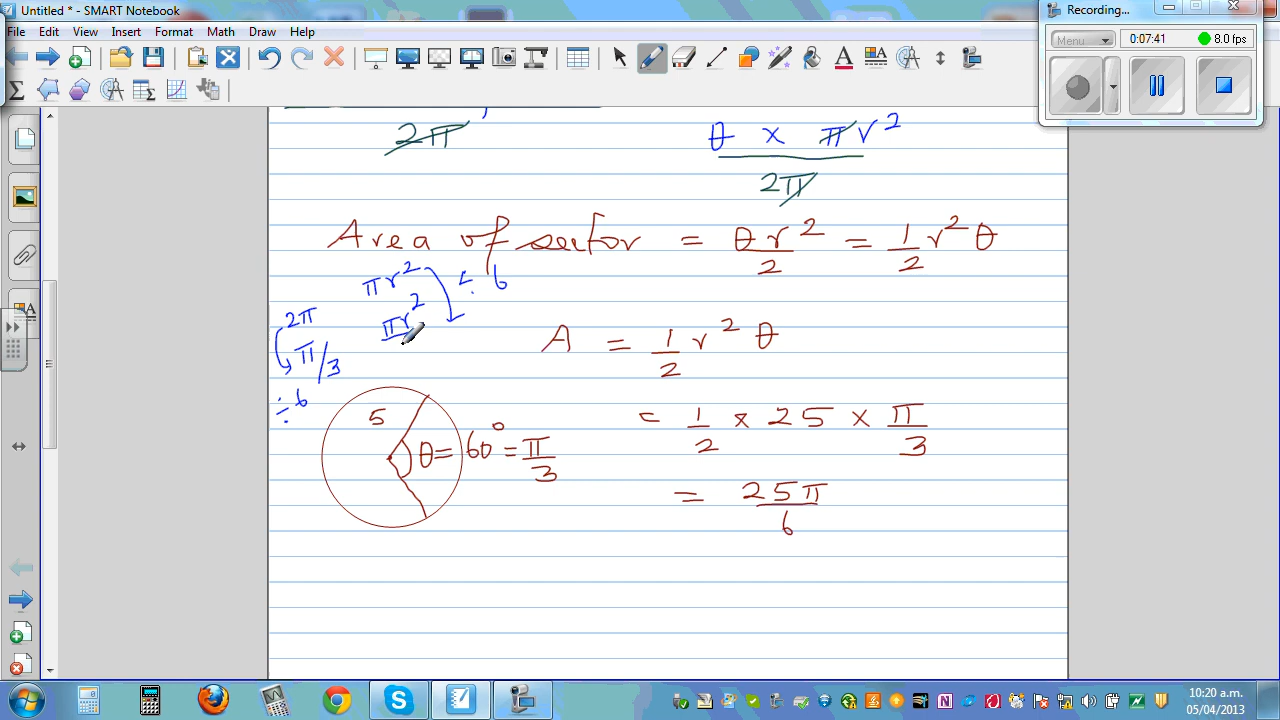 Untitled * - SMART Notebook
File Edit View Insert Format Math Draw Help
Recording...
Menu 0:07:41 8.0 fps
2π
θ × πr²
2π
Area of sector = θr²/2 = 1/2 r²θ
πr² ÷ 6
πr²
2π
π/3
÷6
A = 1/2 r² θ
5
θ = 60° = π/3
= 1/2 × 25 × π/3
= 25π/6
10:20 a.m.
05/04/2013